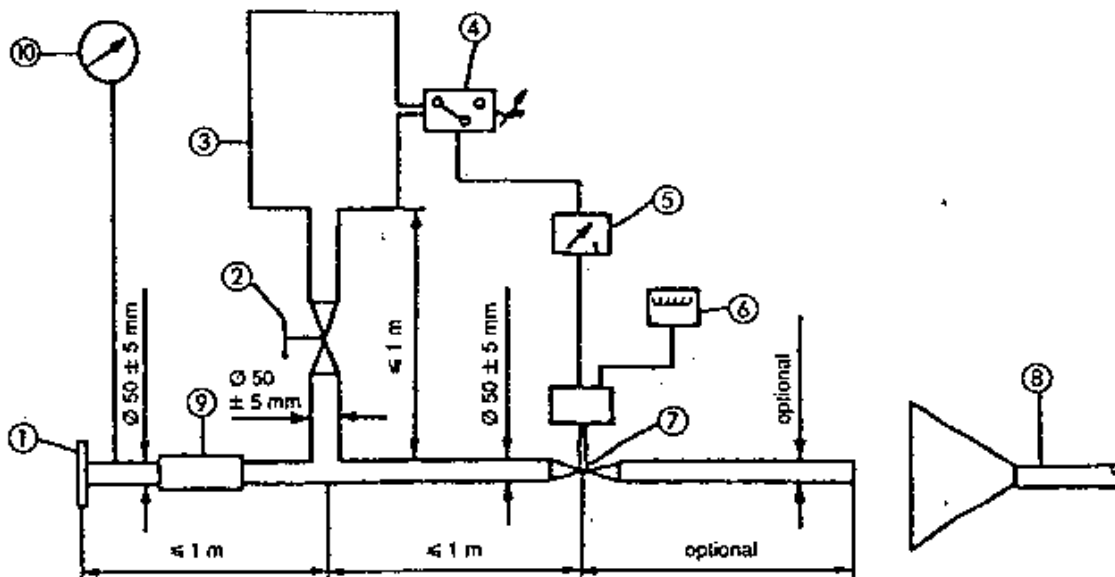 ⑩
④
③
⑤
②
⑥
Ø 50 ± 5 mm
≤ 1 m
Ø 50 ± 5 mm
optional
Ø 50
± 5 mm
⑧
⑨
⑦
①
≤ 1 m
≤ 1 m
optional